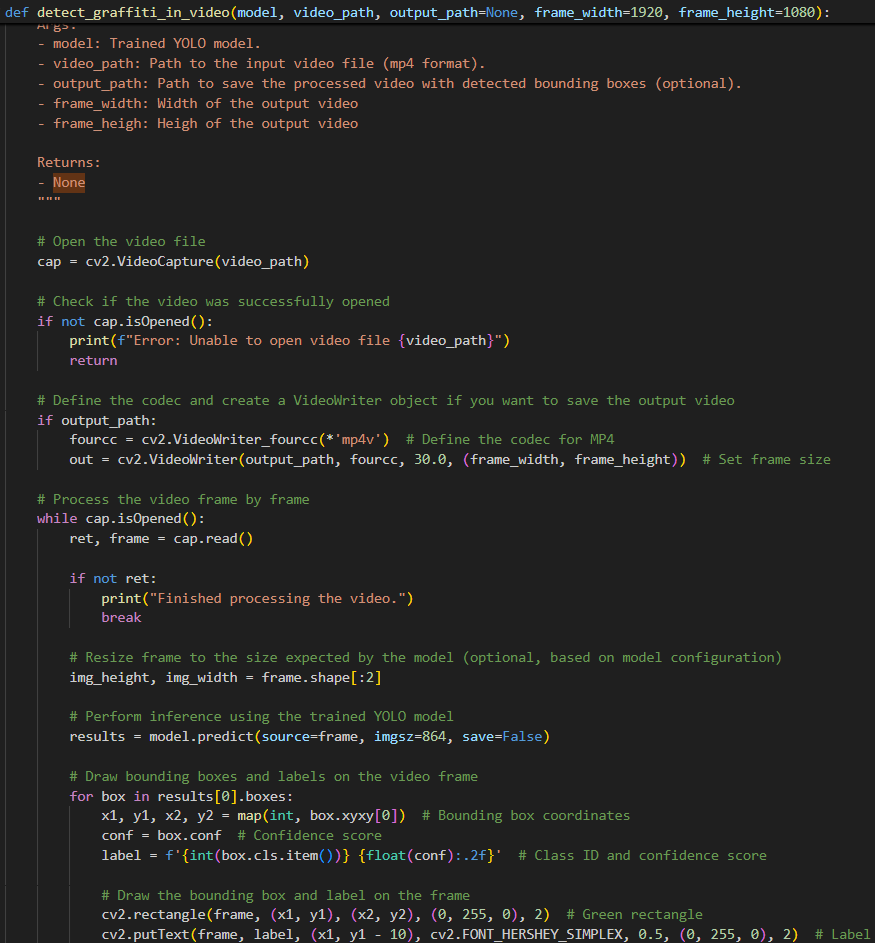 def detect_graffiti_in_video(model, video_path, output_path=None, frame_width=1920, frame_height=1080):
Args:
- model: Trained YOLO model.
- video_path: Path to the input video file (mp4 format).
- output_path: Path to save the processed video with detected bounding boxes (optional).
- frame_width: Width of the output video
- frame_heigh: Heigh of the output video
Returns:
- None
"""
# Open the video file
cap = cv2.VideoCapture(video_path)
# Check if the video was successfully opened
if not cap.isOpened():
print(f"Error: Unable to open video file {video_path}")
return
# Define the codec and create a VideoWriter object if you want to save the output video
if output_path:
fourcc = cv2.VideoWriter_fourcc(*'mp4v')  # Define the codec for MP4
out = cv2.VideoWriter(output_path, fourcc, 30.0, (frame_width, frame_height))  # Set frame size
# Process the video frame by frame
while cap.isOpened():
ret, frame = cap.read()
if not ret:
print("Finished processing the video.")
break
# Resize frame to the size expected by the model (optional, based on model configuration)
img_height, img_width = frame.shape[:2]
# Perform inference using the trained YOLO model
results = model.predict(source=frame, imgsz=864, save=False)
# Draw bounding boxes and labels on the video frame
for box in results[0].boxes:
x1, y1, x2, y2 = map(int, box.xyxy[0])  # Bounding box coordinates
conf = box.conf  # Confidence score
label = f'{int(box.cls.item())} {float(conf):.2f}'  # Class ID and confidence score
# Draw the bounding box and label on the frame
cv2.rectangle(frame, (x1, y1), (x2, y2), (0, 255, 0), 2)  # Green rectangle
cv2.putText(frame, label, (x1, y1 - 10), cv2.FONT_HERSHEY_SIMPLEX, 0.5, (0, 255, 0), 2)  # Label